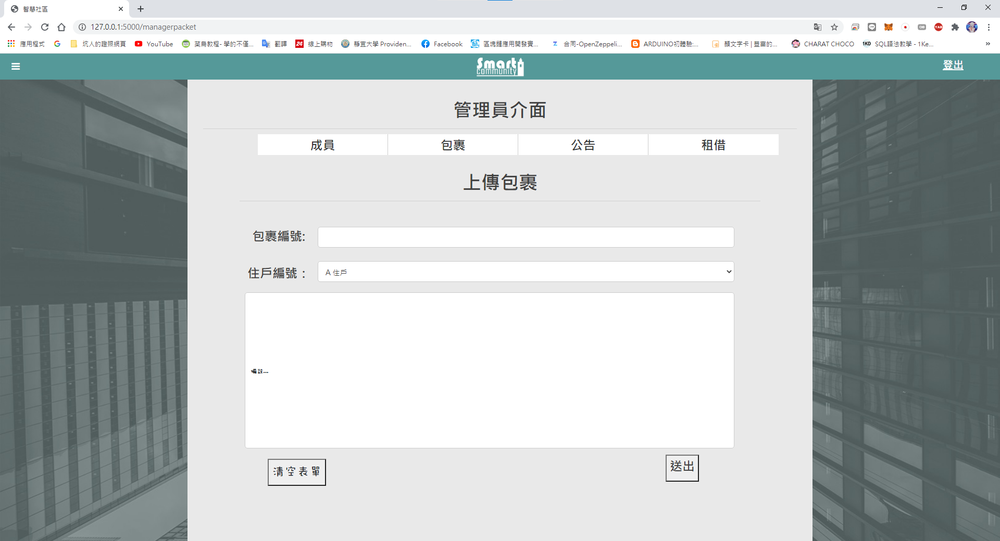 智慧社區
127.0.0.1:5000/managerpacket
應用程式
坑人的證照網頁
YouTube
菜鳥教程- 學的不僅...
翻譯
24 線上購物
靜宜大學 Providen...
Facebook
區塊鏈應用開發實...
合同-OpenZeppeli...
ARDUINO初體驗:...
顏文字卡 | 豐富的...
CHARAT CHOCO
1KD SQL語法教學 - 1Ke...
»
Smart
community
登出
管理員介面
成員
包裹
公告
租借
上傳包裹
包裹編號:
住戶編號：
A 住戶
備註...
清空表單
送出